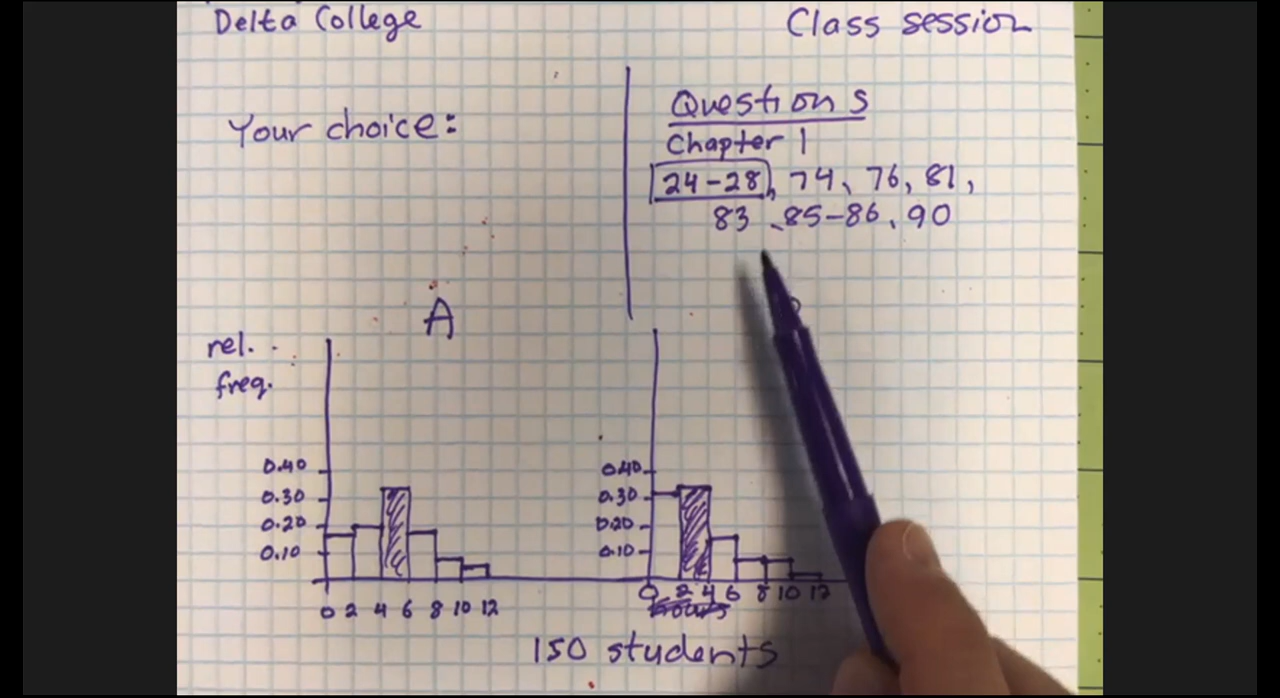 Delta College
Class session
Your choice:
Questions
Chapter 1
24-28, 74, 76, 81,
83, 85-86, 90
A
rel.
freq.
0.40
0.30
0.20
0.10
0 2 4 6 8 10 12
0.40
0.30
0.20
0.10
0 2 4 6 8 10 12
150 students